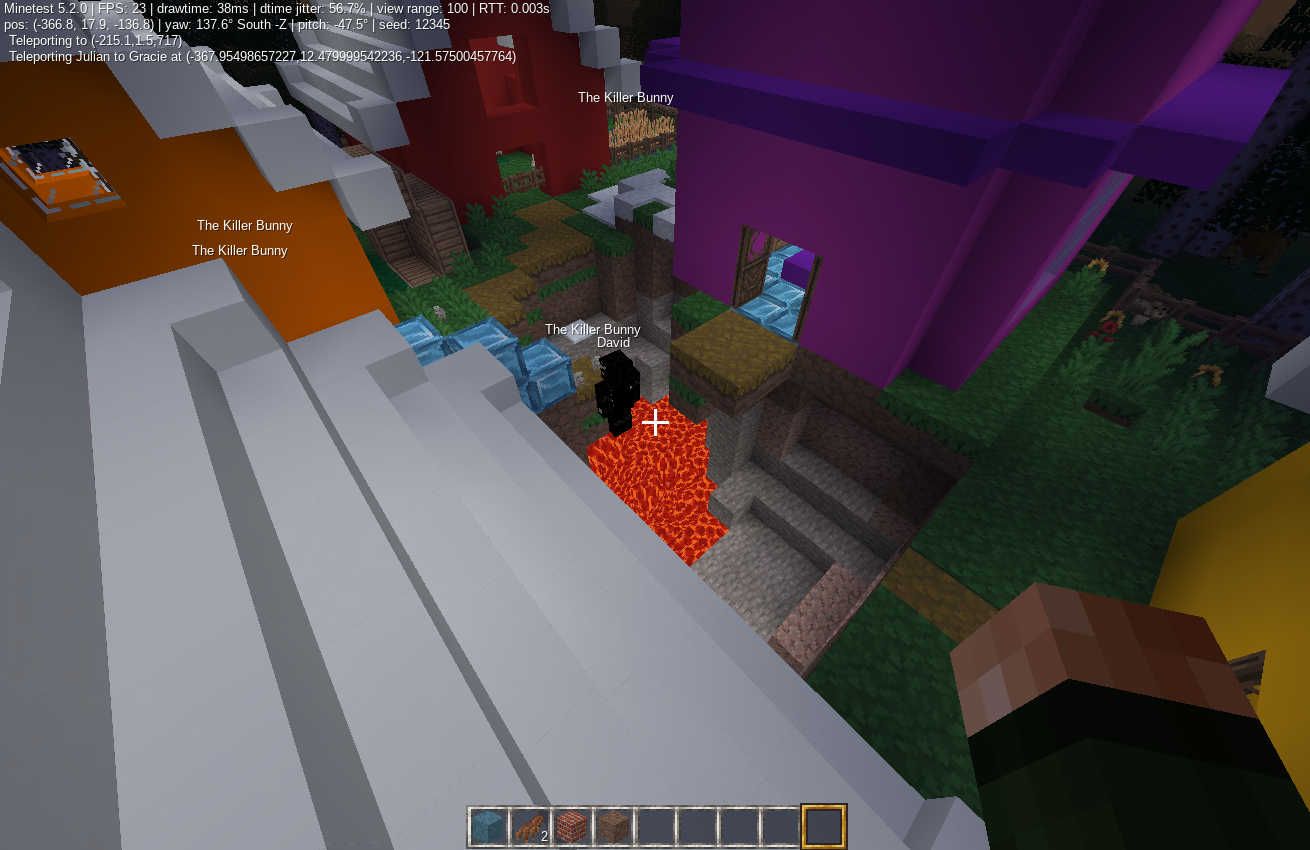 Minetest 5.2.0 | FPS: 23 | drawtime: 38ms | dtime jitter: 56.7% | view range: 100 | RTT: 0.003s
pos: (-366.8, 17.9, -136.8) | yaw: 137.6° South -Z | pitch: -47.5° | seed: 12345
Teleporting to (-215.1,1.5,717)
Teleporting Julian to Gracie at (-367.95498657227,12.479999542236,-121.57500457764)
The Killer Bunny
The Killer Bunny
The Killer Bunny
The Killer Bunny
David
2